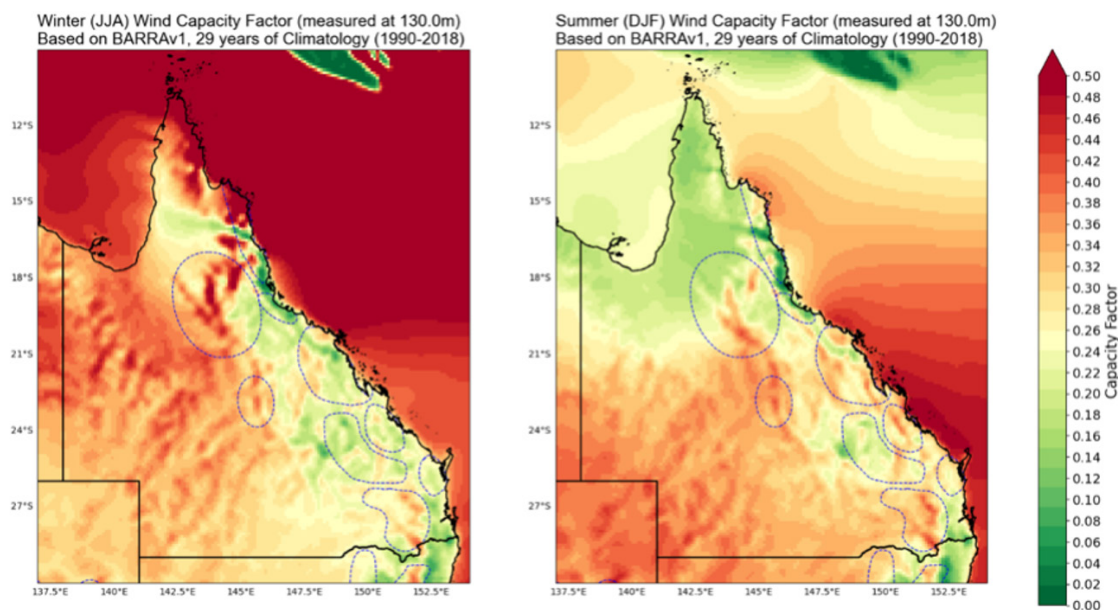 Winter (JJA) Wind Capacity Factor (measured at 130.0m)
Based on BARRAv1, 29 years of Climatology (1990-2018)
12°S
15°S
18°S
21°S
24°S
27°S
137.5°E 140°E 142.5°E 145°E 147.5°E 150°E 152.5°E
Summer (DJF) Wind Capacity Factor (measured at 130.0m)
Based on BARRAv1, 29 years of Climatology (1990-2018)
12°S
15°S
18°S
21°S
24°S
27°S
137.5°E 140°E 142.5°E 145°E 147.5°E 150°E 152.5°E
0.50
0.48
0.46
0.44
0.42
0.40
0.38
0.36
0.34
0.32
0.30
0.28
0.26
0.24
0.22
0.20
0.18
0.16
0.14
0.12
0.10
0.08
0.06
0.04
0.02
0.00
Capacity Factor